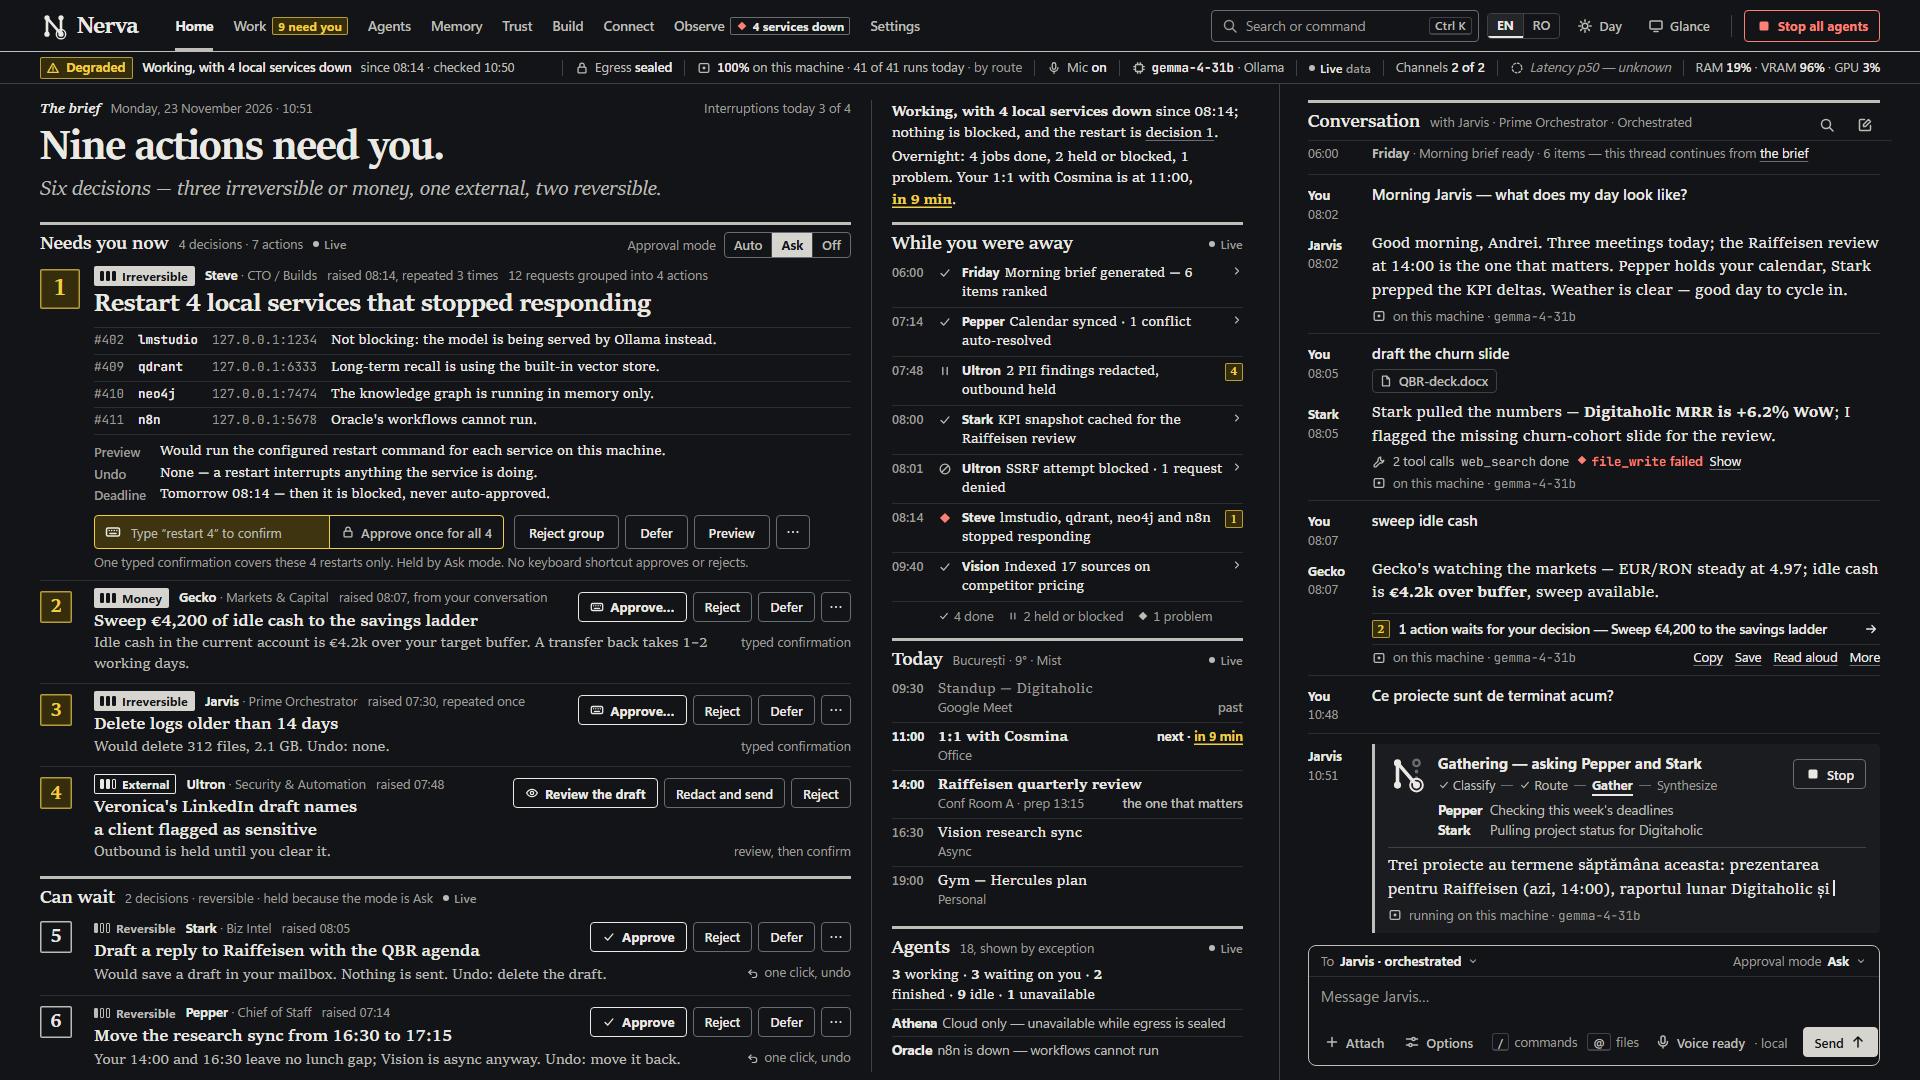 Nerva
Home
Work 9 need you
Agents
Memory
Trust
Build
Connect
Observe 4 services down
Settings
Search or command Ctrl K
EN RO
Day
Glance
Stop all agents
Degraded Working, with 4 local services down since 08:14 · checked 10:50
Egress sealed
100% on this machine · 41 of 41 runs today · by route
Mic on
gemma-4-31b · Ollama
Live data
Channels 2 of 2
Latency p50 — unknown
RAM 19% · VRAM 96% · GPU 3%
The brief Monday, 23 November 2026 · 10:51
Interruptions today 3 of 4
Nine actions need you.
Six decisions — three irreversible or money, one external, two reversible.
Needs you now 4 decisions · 7 actions Live
Approval mode Auto Ask Off
1
Irreversible Steve · CTO / Builds raised 08:14, repeated 3 times 12 requests grouped into 4 actions
Restart 4 local services that stopped responding
#402 lmstudio 127.0.0.1:1234 Not blocking: the model is being served by Ollama instead.
#409 qdrant 127.0.0.1:6333 Long-term recall is using the built-in vector store.
#410 neo4j 127.0.0.1:7474 The knowledge graph is running in memory only.
#411 n8n 127.0.0.1:5678 Oracle's workflows cannot run.
Preview Would run the configured restart command for each service on this machine.
Undo None — a restart interrupts anything the service is doing.
Deadline Tomorrow 08:14 — then it is blocked, never auto-approved.
Type “restart 4” to confirm Approve once for all 4 Reject group Defer Preview ···
One typed confirmation covers these 4 restarts only. Held by Ask mode. No keyboard shortcut approves or rejects.
2
Money Gecko · Markets & Capital raised 08:07, from your conversation
Approve... Reject Defer ···
Sweep €4,200 of idle cash to the savings ladder
Idle cash in the current account is €4.2k over your target buffer. A transfer back takes 1–2
working days.
typed confirmation
3
Irreversible Jarvis · Prime Orchestrator raised 07:30, repeated once
Approve... Reject Defer ···
Delete logs older than 14 days
Would delete 312 files, 2.1 GB. Undo: none.
typed confirmation
4
External Ultron · Security & Automation raised 07:48
Review the draft Redact and send Reject
Veronica's LinkedIn draft names
a client flagged as sensitive
Outbound is held until you clear it.
review, then confirm
Can wait 2 decisions · reversible · held because the mode is Ask Live
5
Reversible Stark · Biz Intel raised 08:05
Approve Reject Defer ···
Draft a reply to Raiffeisen with the QBR agenda
Would save a draft in your mailbox. Nothing is sent. Undo: delete the draft.
one click, undo
6
Reversible Pepper · Chief of Staff raised 07:14
Approve Reject Defer ···
Move the research sync from 16:30 to 17:15
Your 14:00 and 16:30 leave no lunch gap; Vision is async anyway. Undo: move it back.
one click, undo
Working, with 4 local services down since 08:14;
nothing is blocked, and the restart is decision 1.
Overnight: 4 jobs done, 2 held or blocked, 1
problem. Your 1:1 with Cosmina is at 11:00,
in 9 min.
While you were away Live
06:00 Friday Morning brief generated — 6
items ranked
07:14 Pepper Calendar synced · 1 conflict
auto-resolved
07:48 Ultron 2 PII findings redacted, 4
outbound held
08:00 Stark KPI snapshot cached for the
Raiffeisen review
08:01 Ultron SSRF attempt blocked · 1 request
denied
08:14 Steve lmstudio, qdrant, neo4j and n8n 1
stopped responding
09:40 Vision Indexed 17 sources on
competitor pricing
4 done 2 held or blocked 1 problem
Today București · 9° · Mist Live
09:30 Standup — Digitaholic
Google Meet past
11:00 1:1 with Cosmina next · in 9 min
Office
14:00 Raiffeisen quarterly review
Conf Room A · prep 13:15 the one that matters
16:30 Vision research sync
Async
19:00 Gym — Hercules plan
Personal
Agents 18, shown by exception Live
3 working · 3 waiting on you · 2
finished · 9 idle · 1 unavailable
Athena Cloud only — unavailable while egress is sealed
Oracle n8n is down — workflows cannot run
Conversation with Jarvis · Prime Orchestrator · Orchestrated
06:00 Friday · Morning brief ready · 6 items — this thread continues from the brief
You Morning Jarvis — what does my day look like?
08:02
Jarvis Good morning, Andrei. Three meetings today; the Raiffeisen review
08:02 at 14:00 is the one that matters. Pepper holds your calendar, Stark
prepped the KPI deltas. Weather is clear — good day to cycle in.
on this machine · gemma-4-31b
You draft the churn slide
08:05 QBR-deck.docx
Stark Stark pulled the numbers — Digitaholic MRR is +6.2% WoW; I
08:05 flagged the missing churn-cohort slide for the review.
2 tool calls web_search done file_write failed Show
on this machine · gemma-4-31b
You sweep idle cash
08:07
Gecko Gecko's watching the markets — EUR/RON steady at 4.97; idle cash
08:07 is €4.2k over buffer, sweep available.
2 1 action waits for your decision — Sweep €4,200 to the savings ladder
on this machine · gemma-4-31b Copy Save Read aloud More
You Ce proiecte sunt de terminat acum?
10:48
Jarvis Gathering — asking Pepper and Stark
10:51 Classify — Route — Gather — Synthesize Stop
Pepper Checking this week's deadlines
Stark Pulling project status for Digitaholic
Trei proiecte au termene săptămâna aceasta: prezentarea
pentru Raiffeisen (azi, 14:00), raportul lunar Digitaholic și
running on this machine · gemma-4-31b
To Jarvis · orchestrated Approval mode Ask
Message Jarvis...
Attach Options / commands @ files Voice ready · local Send